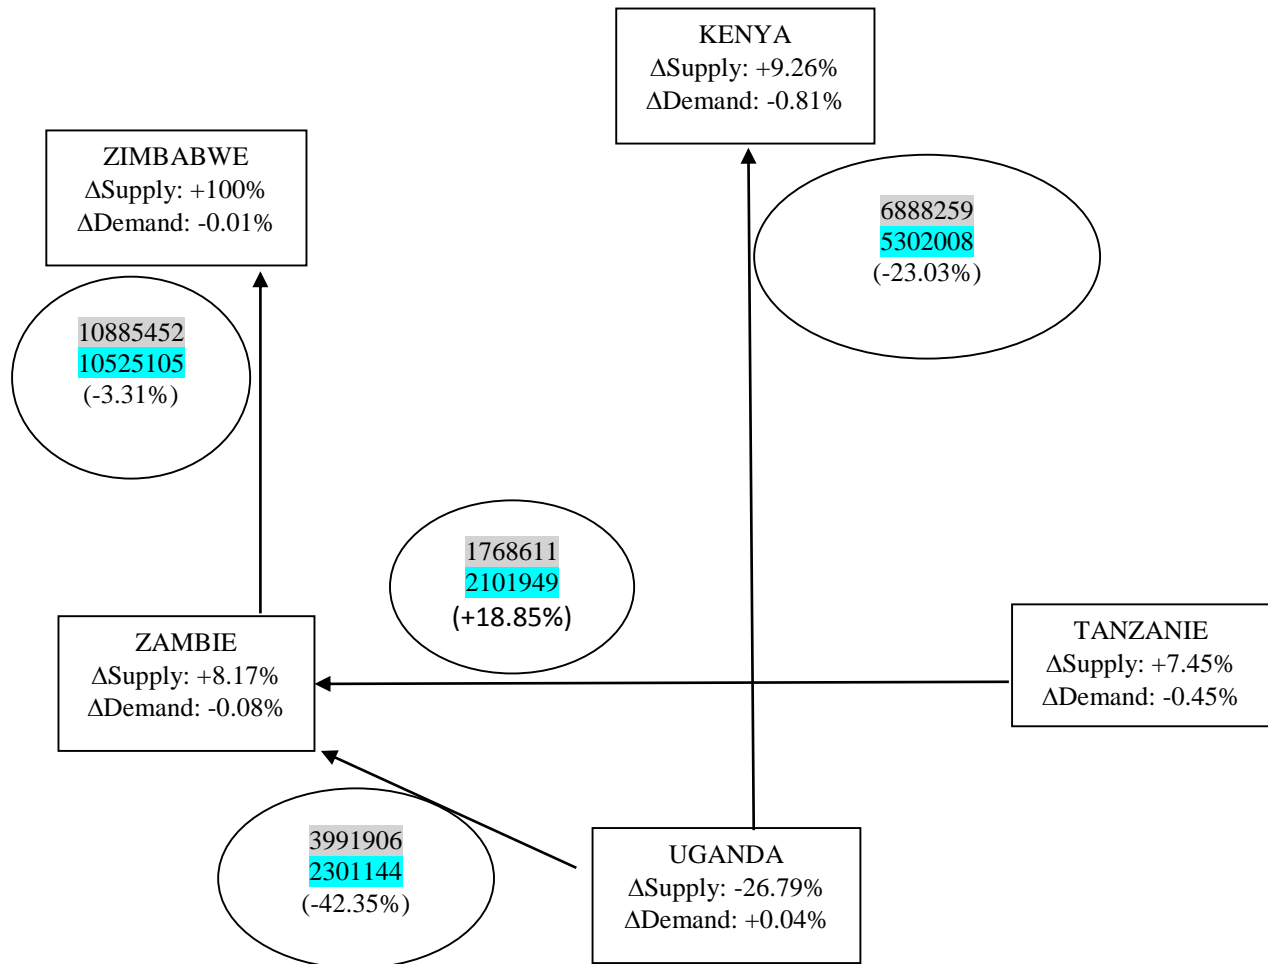 KENYA
∆Supply: +9.26%
∆Demand: -0.81%
ZIMBABWE
∆Supply: +100%
∆Demand: -0.01%
6888259
5302008
(-23.03%)
10885452
10525105
(-3.31%)
1768611
2101949
(+18.85%)
ZAMBIE
∆Supply: +8.17%
∆Demand: -0.08%
TANZANIE
∆Supply: +7.45%
∆Demand: -0.45%
3991906
2301144
(-42.35%)
UGANDA
∆Supply: -26.79%
∆Demand: +0.04%